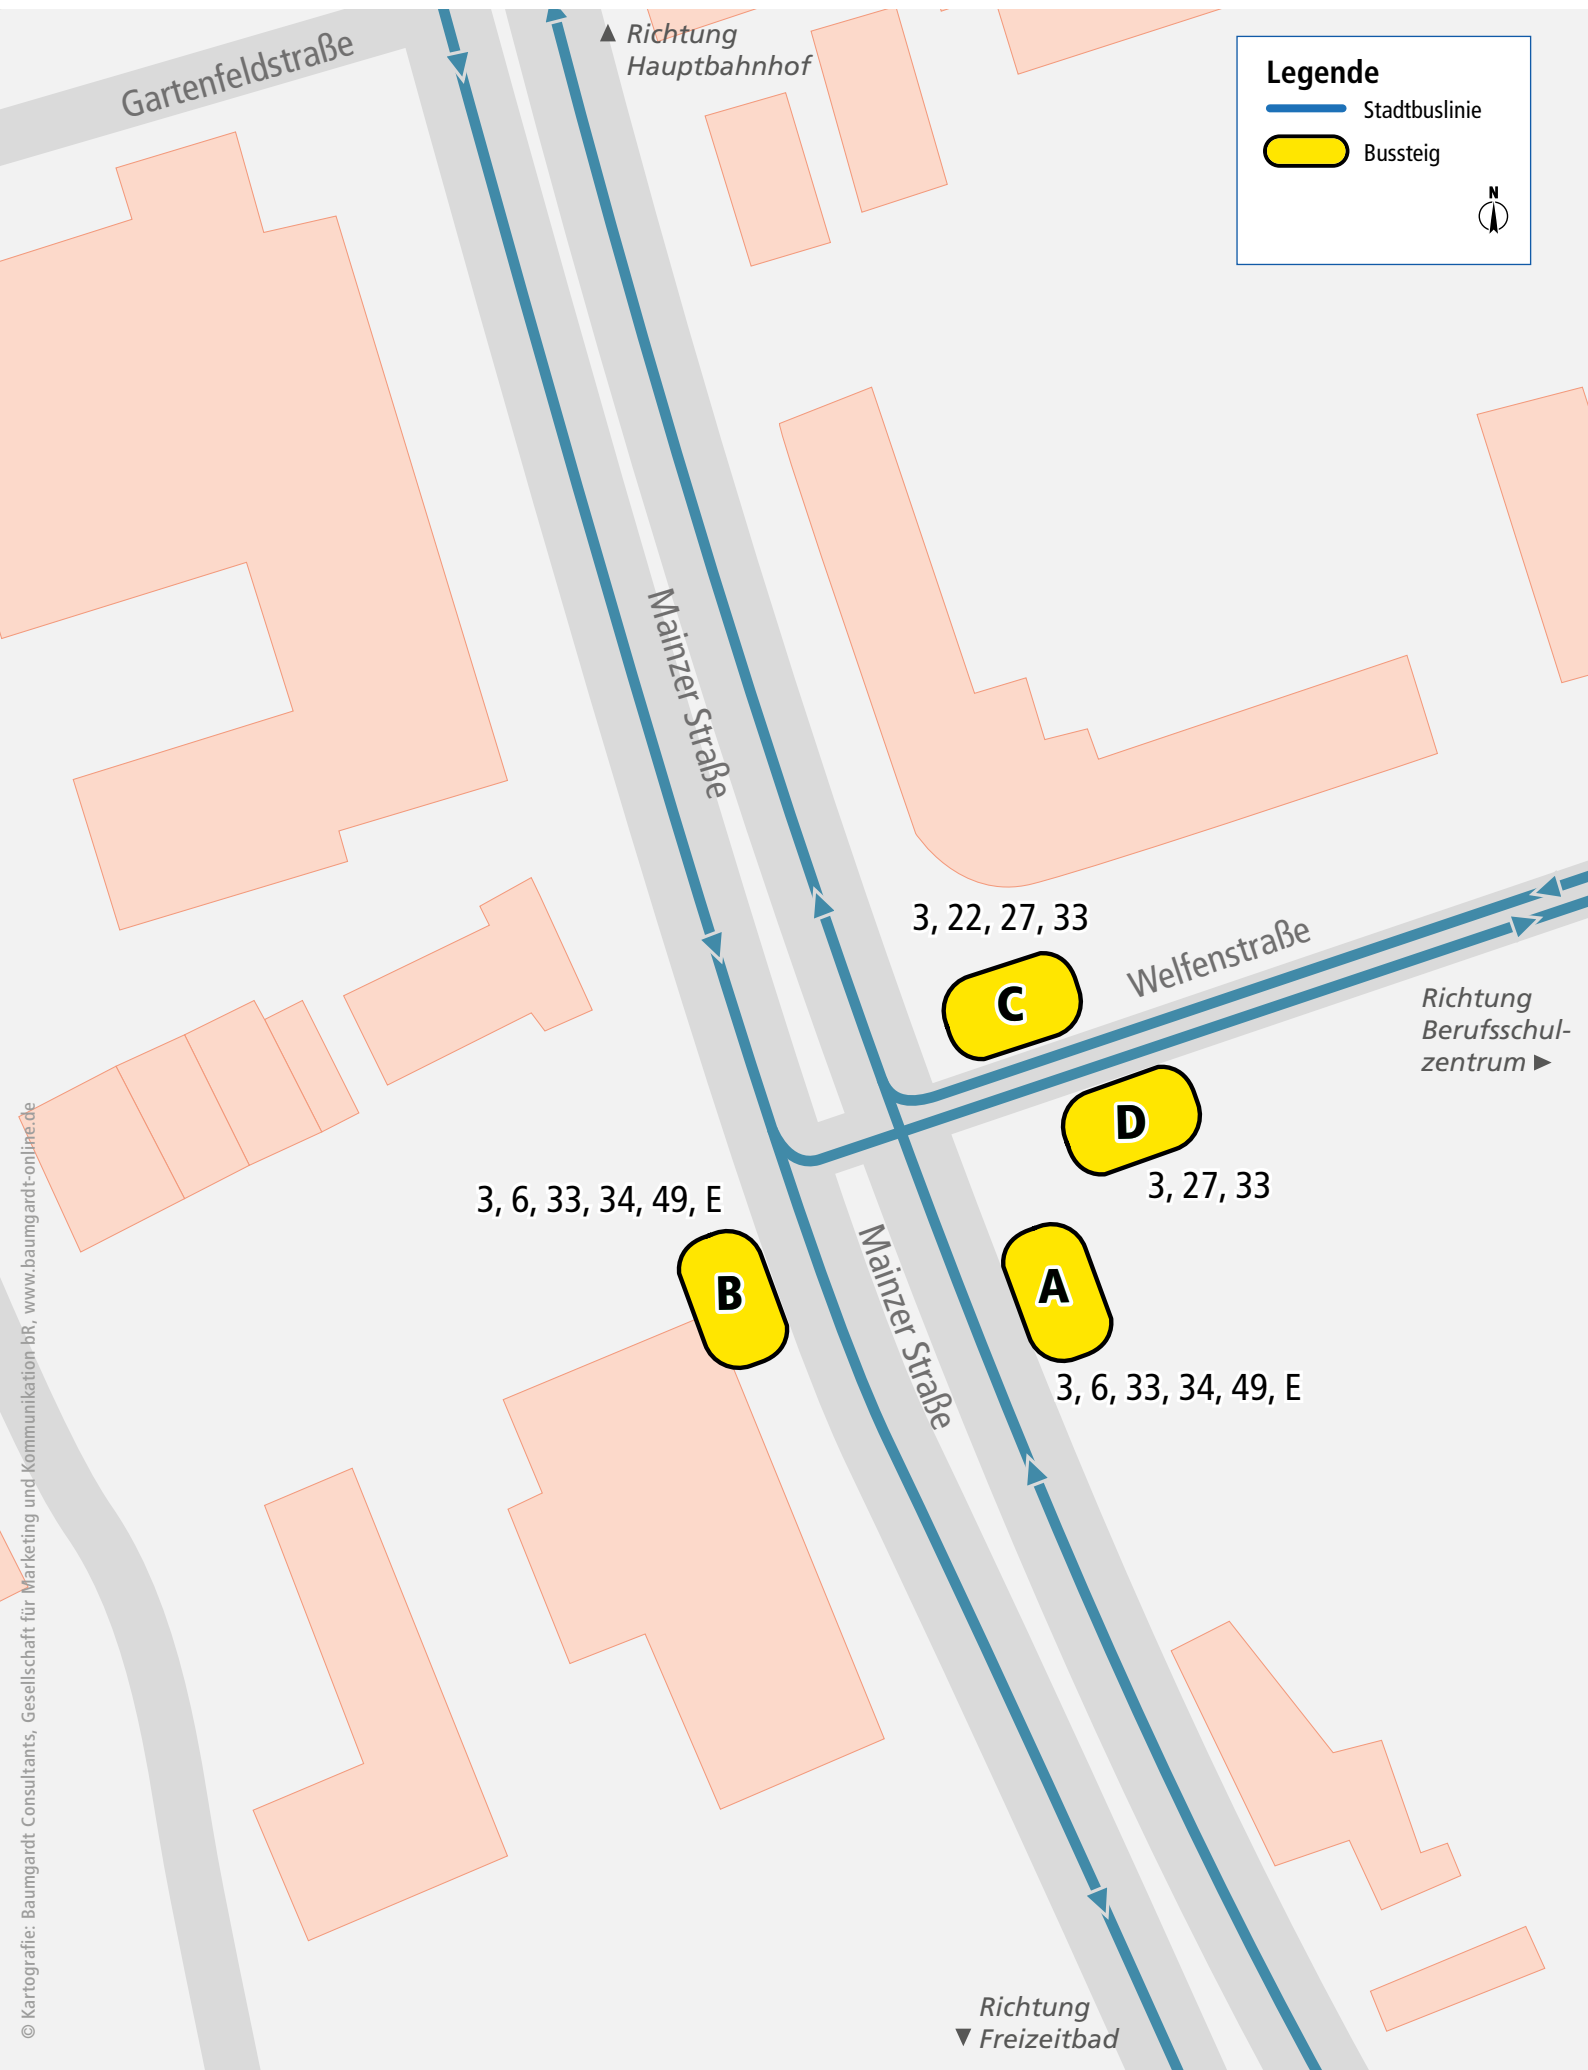 Gartenfeldstraße
▲ Richtung
Hauptbahnhof
Legende
Stadtbuslinie
Bussteig
N
Mainzer Straße
3, 22, 27, 33
C
Welfenstraße
Richtung
Berufsschul-
zentrum ►
D
3, 27, 33
3, 6, 33, 34, 49, E
B
Mainzer Straße
A
3, 6, 33, 34, 49, E
Richtung
▼ Freizeitbad
© Kartografie: Baumgardt Consultants, Gesellschaft für Marketing und Kommunikation bR, www.baumgardt-online.de